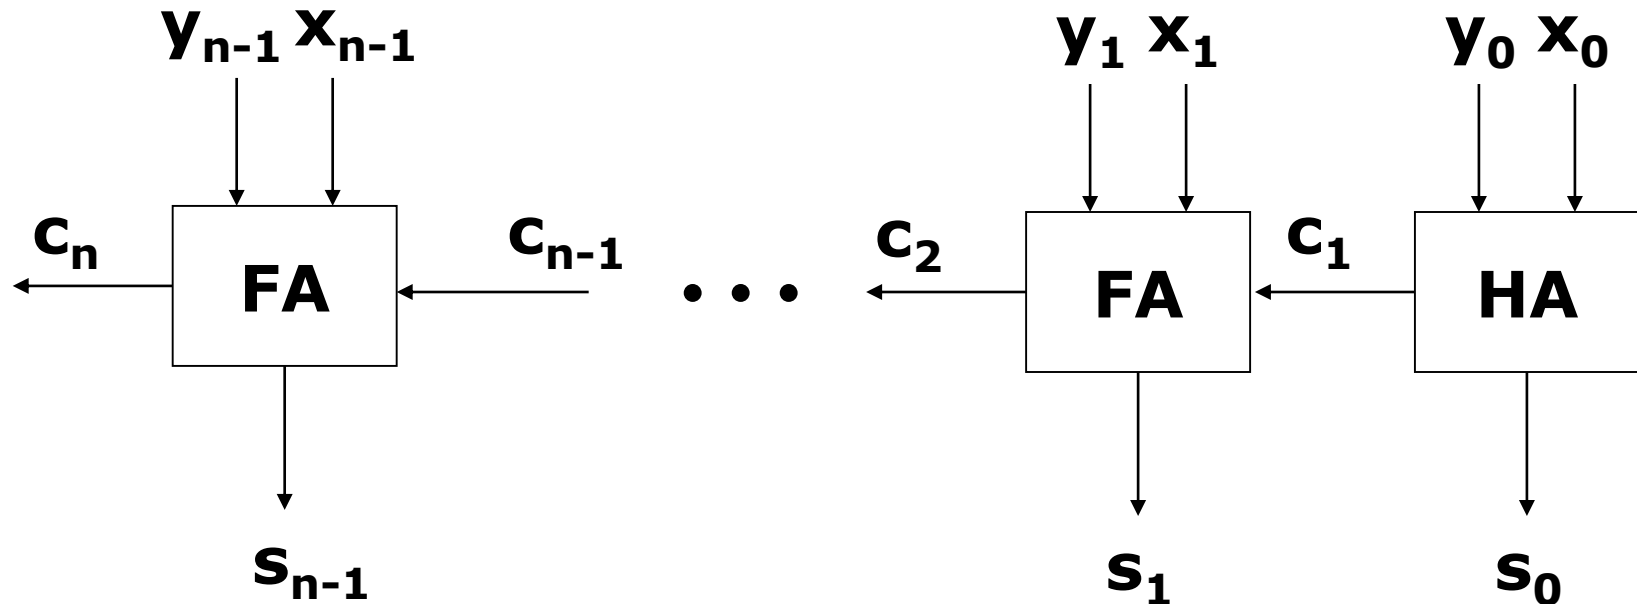 yₙ₋₁ xₙ₋₁ y₁ x₁ y₀ x₀
cₙ FA cₙ₋₁ • • • c₂ FA c₁ HA
sₙ₋₁ s₁ s₀